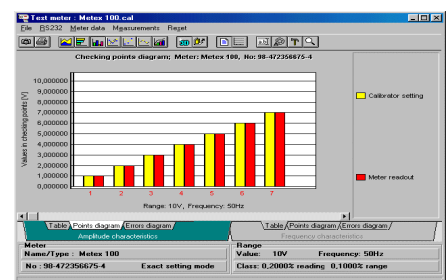 Text meter : Metex 100.cal
File RS232 Meter data Measurements Reset
Checking points diagram; Meter: Metex 100, No: 98-472356675-4
Values in checking points [V]
10,000000
9,000000
8,000000
7,000000
6,000000
5,000000
4,000000
3,000000
2,000000
1,000000
0,000000
1 2 3 4 5 6 7
Range: 10V, Frequency: 50Hz
Calibrator setting
Meter readout
Table Points diagram Errors diagram
Amplitude characteristics
Table Points diagram Errors diagram
Frequency characteristics
Meter
Name/Type : Metex 100
No : 98-472356675-4 Exact setting mode
Range
Value: 10V Frequency: 50Hz
Class: 0,2000% reading 0,1000% range